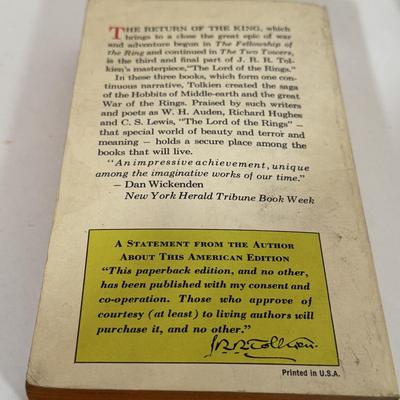 THE RETURN OF THE KING, which
brings to a close the great epic of war
and adventure begun in The Fellowship of
the Ring and continued in The Two Towers,
is the third and final part of J. R. R. Tol-
kien's masterpiece, "The Lord of the Rings."
In these three books, which form one con-
tinuous narrative, Tolkien created the saga
of the Hobbits of Middle-earth and the great
War of the Rings. Praised by such writers
and poets as W. H. Auden, Richard Hughes
and C. S. Lewis, "The Lord of the Rings" —
that special world of beauty and terror and
meaning — holds a secure place among the
books that will live.
"An impressive achievement, unique
among the imaginative works of our time."
— Dan Wickenden
New York Herald Tribune Book Week
A STATEMENT FROM THE AUTHOR
ABOUT THIS AMERICAN EDITION
"This paperback edition, and no other,
has been published with my consent and
co-operation. Those who approve of
courtesy (at least) to living authors will
purchase it, and no other."
J.R.R. Tolkien.
Printed in U.S.A.